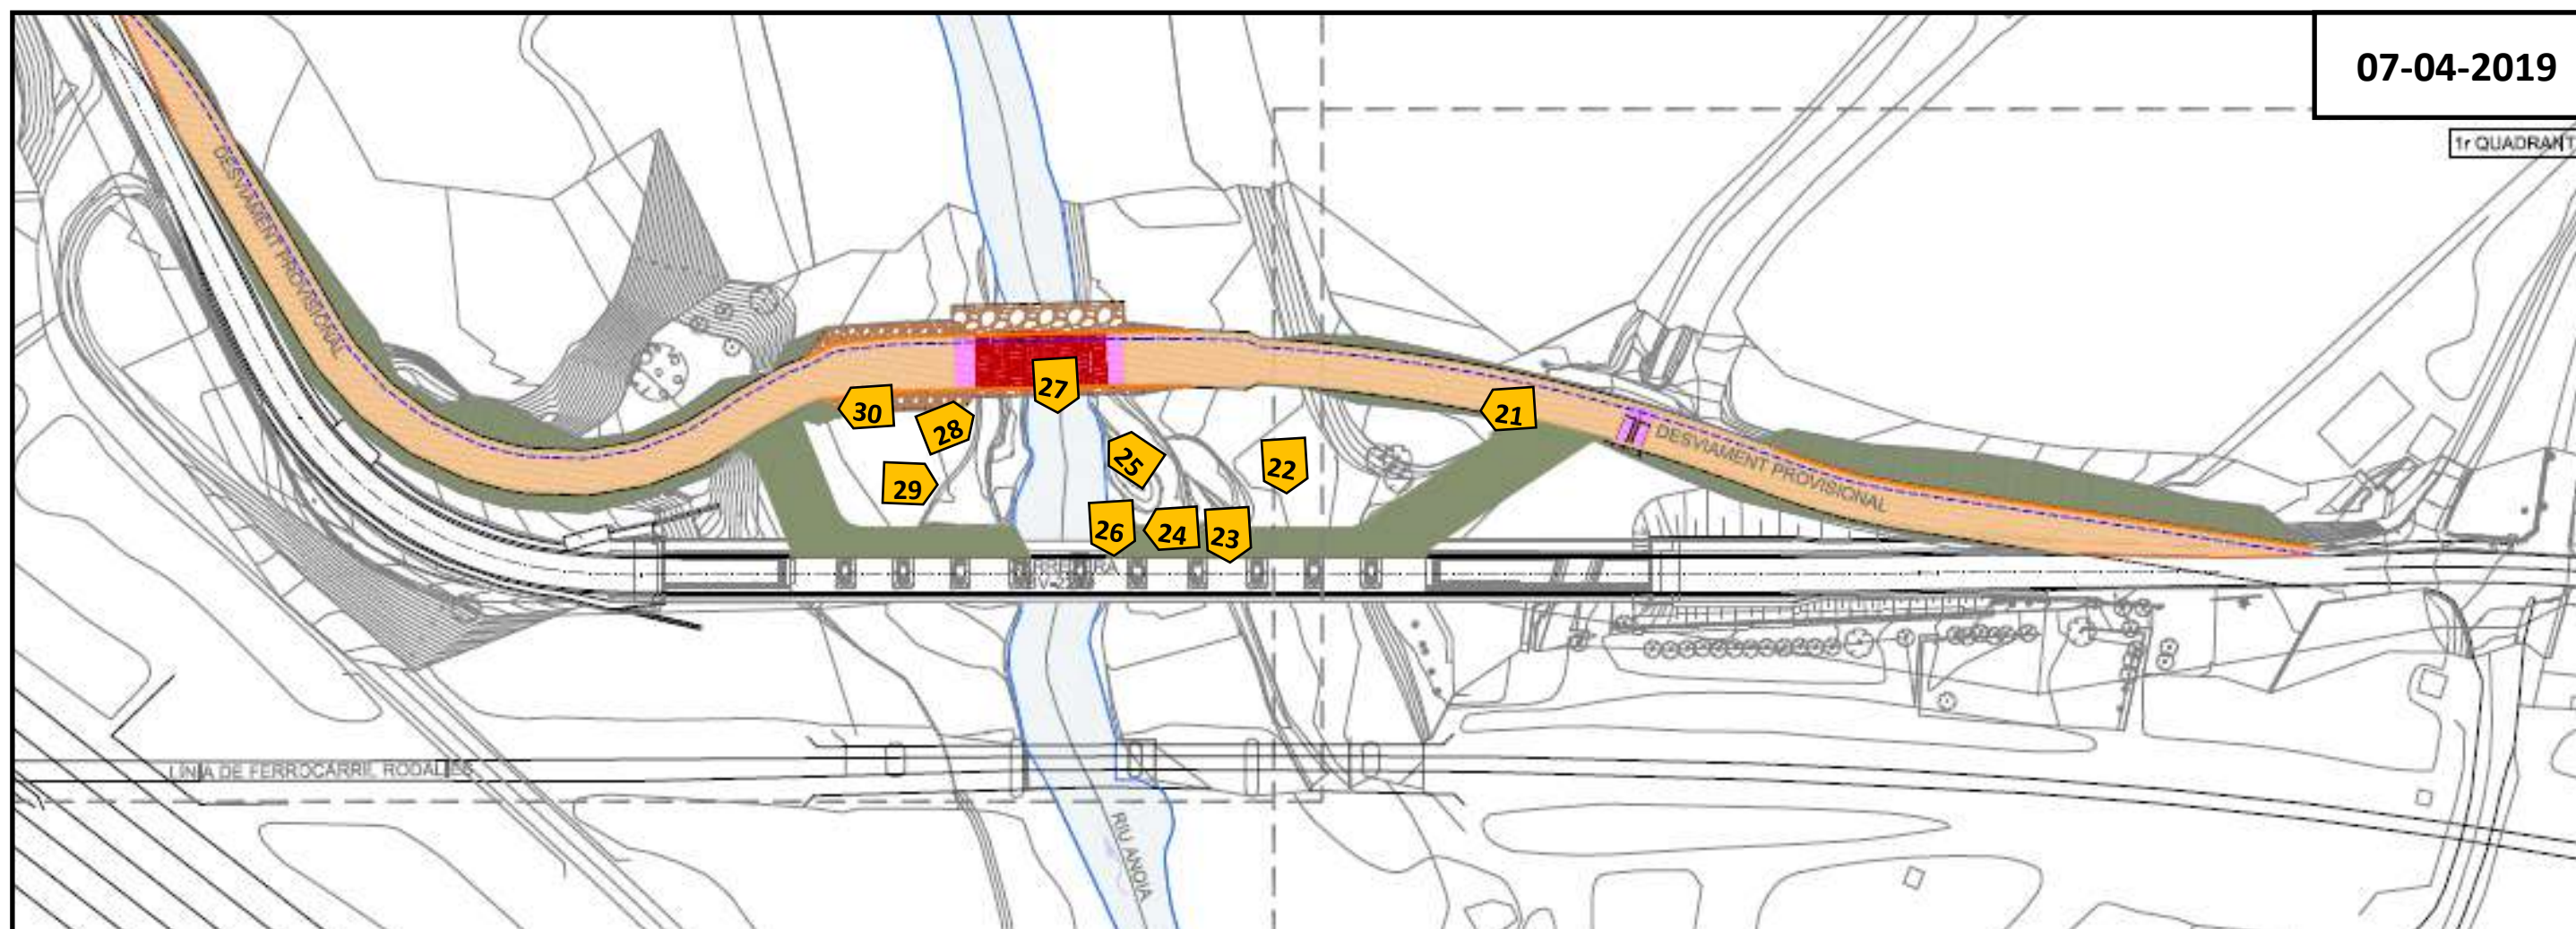 07-04-2019
1r QUADRANT
DESVIAMENT PROVISIONAL
27
30
28
21
25
22
29
DESVIAMENT PROVISIONAL
26
24
23
LÍNIA DE FERROCARRIL RODALIES
RIU ANOIA